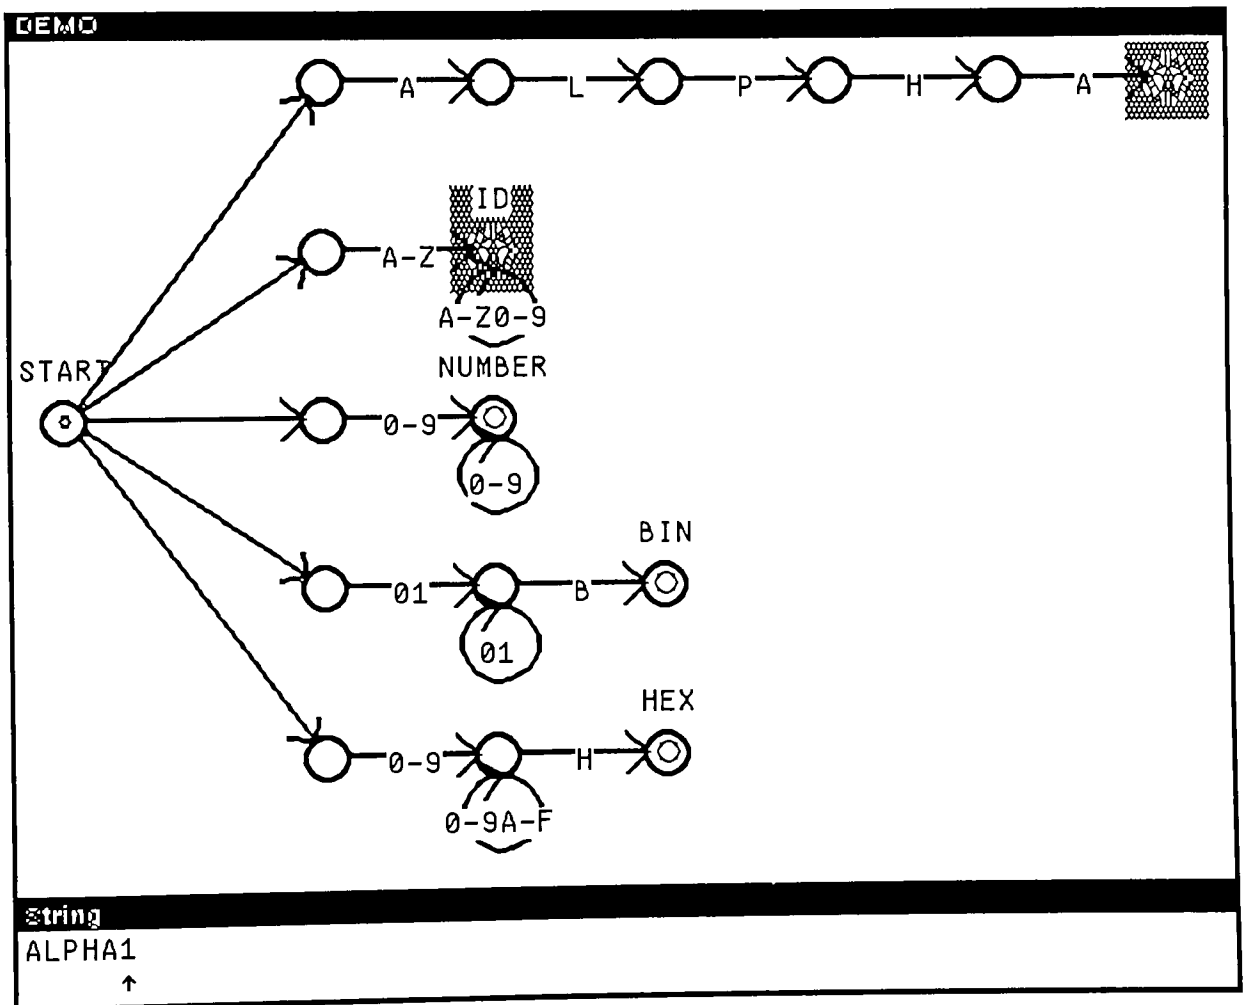 DEMO
A L P H A
ID
A-Z
A-Z0-9
START
NUMBER
0-9
0-9
BIN
01 B
01
HEX
0-9 H
0-9A-F
String
ALPHA1
↑